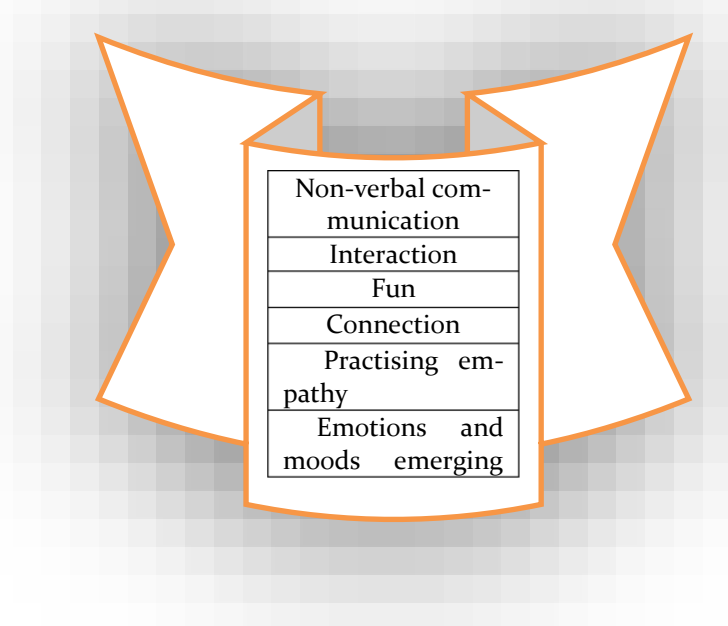 Non-verbal com-
munication
Interaction
Fun
Connection
Practising em-
pathy
Emotions and
moods emerging